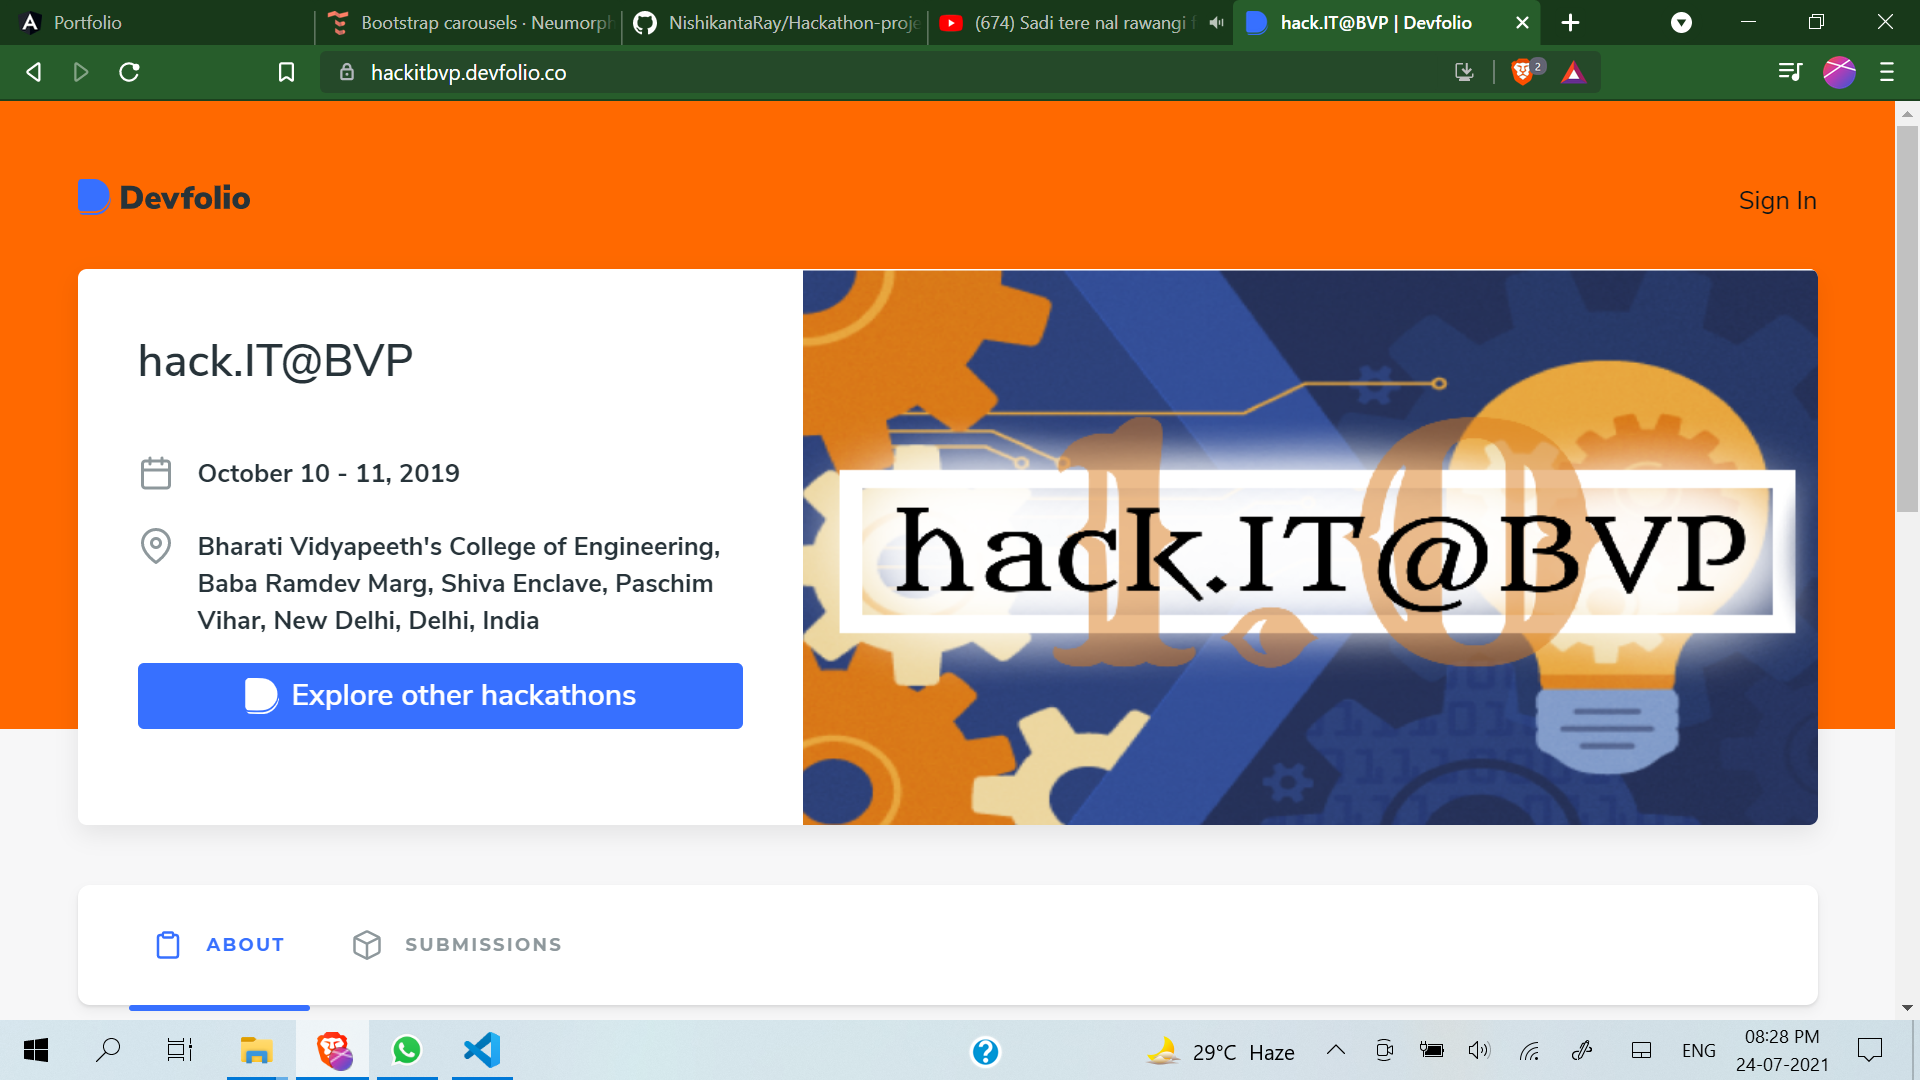 Portfolio
Bootstrap carousels · Neumorph
NishikantaRay/Hackathon-proje
(674) Sadi tere nal rawangi f
hack.IT@BVP | Devfolio
hackitbvp.devfolio.co
2
Devfolio
Sign In
hack.IT@BVP
October 10 - 11, 2019
Bharati Vidyapeeth's College of Engineering,
Baba Ramdev Marg, Shiva Enclave, Paschim
Vihar, New Delhi, Delhi, India
Explore other hackathons
1.0
hack.IT@BVP
ABOUT
SUBMISSIONS
29°C Haze
ENG
08:28 PM
24-07-2021